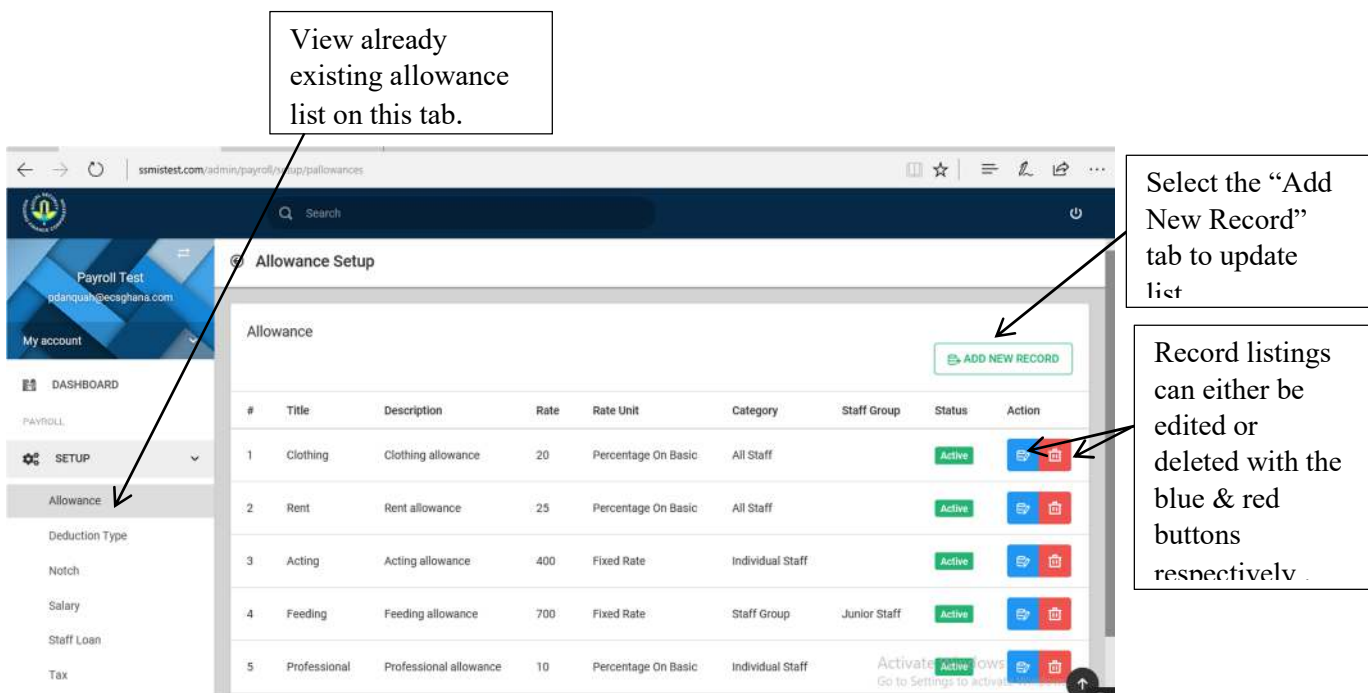 View already
existing allowance
list on this tab.
ssmistest.com/admin/payroll/setup/pallowances
Search
Select the “Add
New Record”
tab to update
list
Payroll Test
pdanquah@ecsghana.com
My account
Allowance Setup
Allowance
ADD NEW RECORD
Record listings
can either be
edited or
deleted with the
blue & red
buttons
respectively .
DASHBOARD
PAYROLL
SETUP
Allowance
Deduction Type
Notch
Salary
Staff Loan
Tax
# Title Description Rate Rate Unit Category Staff Group Status Action
1 Clothing Clothing allowance 20 Percentage On Basic All Staff Active
2 Rent Rent allowance 25 Percentage On Basic All Staff Active
3 Acting Acting allowance 400 Fixed Rate Individual Staff Active
4 Feeding Feeding allowance 700 Fixed Rate Staff Group Junior Staff Active
5 Professional Professional allowance 10 Percentage On Basic Individual Staff Active
Activate Windows
Go to Settings to activate